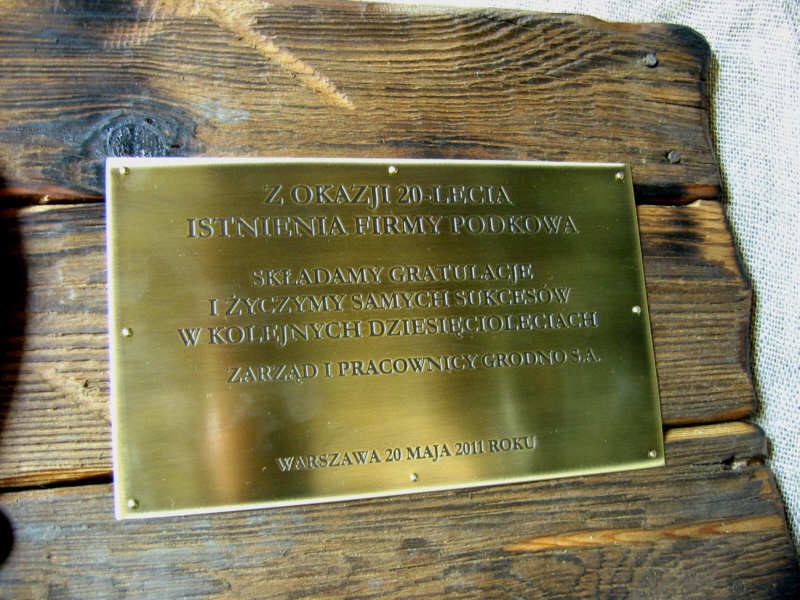 Z OKAZJI 20-LECIA
ISTNIENIA FIRMY PODKOWA
SKŁADAMY GRATULACJE
I ŻYCZYMY SAMYCH SUKCESÓW
W KOLEJNYCH DZIESIĘCIOLECIACH
ZARZĄD I PRACOWNICY GRODNO S.A.
WARSZAWA 20 MAJA 2011 ROKU